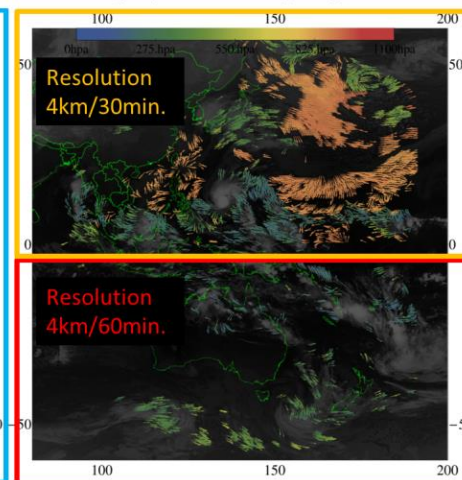 100 150 200
0hpa 275.hpa 550.hpa 825.hpa 1100hpa
50 50
Resolution
4km/30min.
0 0
Resolution
4km/60min.
-50 -5
100 150 200